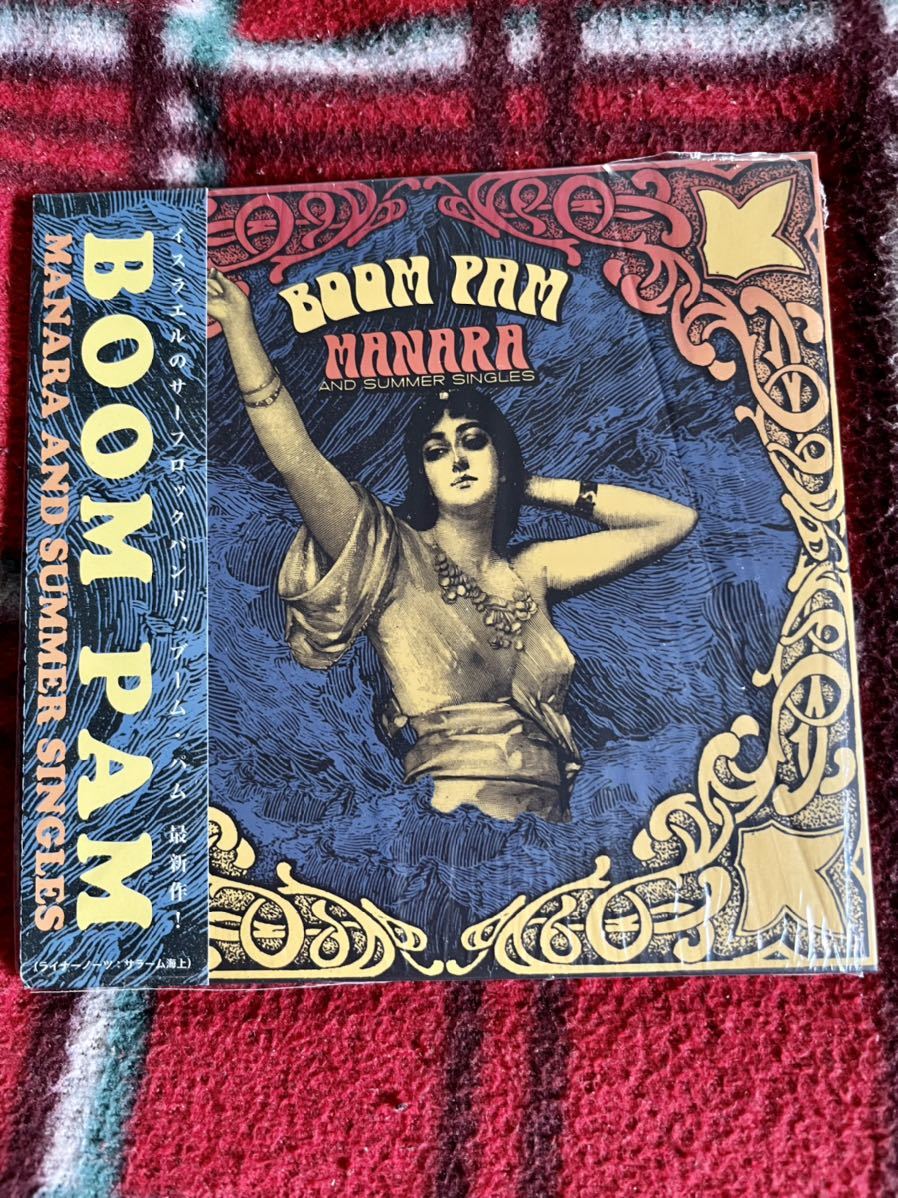 BOOM PAM
MANARA
AND SUMMER SINGLES
イスラエルのサーフロックバンド、ブーム・パム 最新作！
BOOM PAM
MANARA AND SUMMER SINGLES
(ライナーノーツ：サラーム海上)